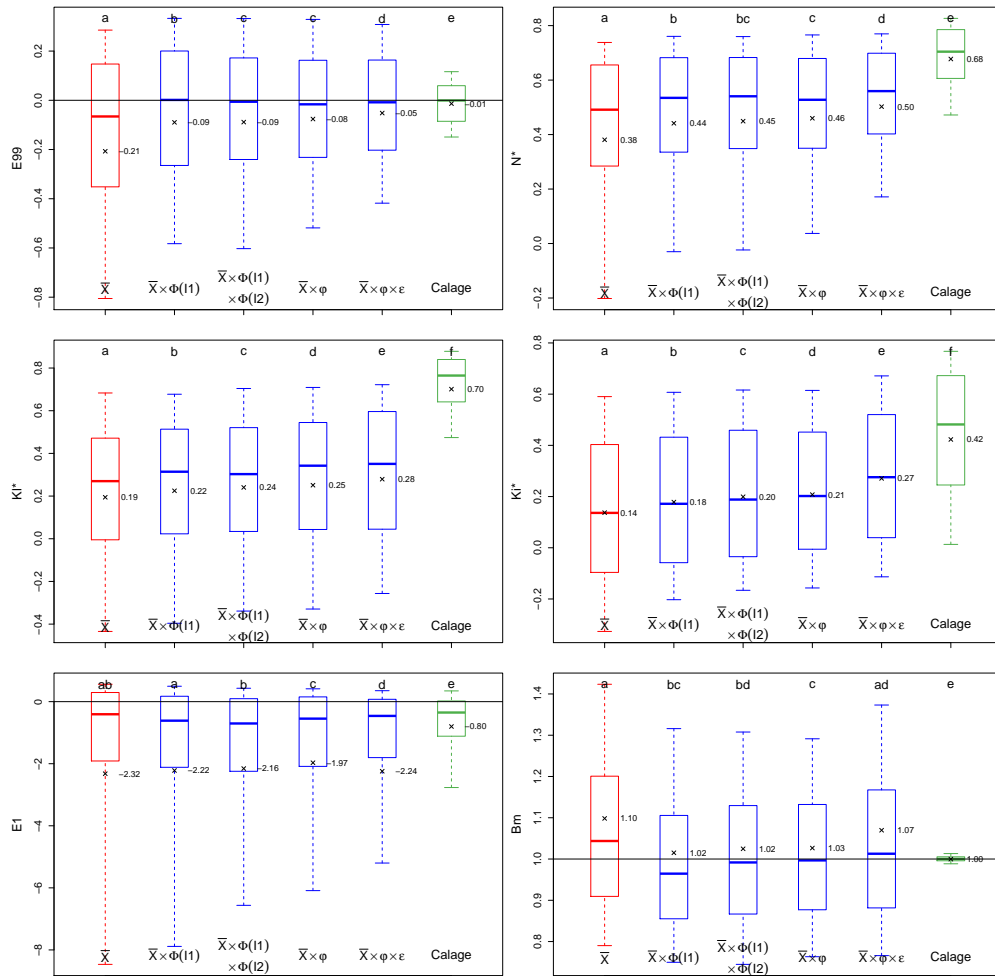 a b c c d e
E99
0.2
0.0
−0.2
−0.4
−0.6
−0.8
−0.21 −0.09 −0.09 −0.08 −0.05 −0.01
X̅ X̅×Φ(I1) X̅×Φ(I1)×Φ(I2) X̅×φ X̅×φ×ε Calage
a b bc c d e
N*
0.8
0.6
0.4
0.2
0.0
−0.2
0.38 0.44 0.45 0.46 0.50 0.68
X̅ X̅×Φ(I1) X̅×Φ(I1)×Φ(I2) X̅×φ X̅×φ×ε Calage
a b c d e f
Kl*
0.8
0.6
0.4
0.2
0.0
−0.2
−0.4
0.19 0.22 0.24 0.25 0.28 0.70
X̅ X̅×Φ(I1) X̅×Φ(I1)×Φ(I2) X̅×φ X̅×φ×ε Calage
a b c d e f
Ki*
0.8
0.6
0.4
0.2
0.0
−0.2
0.14 0.18 0.20 0.21 0.27 0.42
X̅ X̅×Φ(I1) X̅×Φ(I1)×Φ(I2) X̅×φ X̅×φ×ε Calage
ab a b c d e
E1
0
−2
−4
−6
−8
−2.32 −2.22 −2.16 −1.97 −2.24 −0.80
X̅ X̅×Φ(I1) X̅×Φ(I1)×Φ(I2) X̅×φ X̅×φ×ε Calage
a bc bd c ad e
Bm
1.4
1.3
1.2
1.1
1.0
0.9
0.8
1.10 1.02 1.02 1.03 1.07 1.00
X̅ X̅×Φ(I1) X̅×Φ(I1)×Φ(I2) X̅×φ X̅×φ×ε Calage